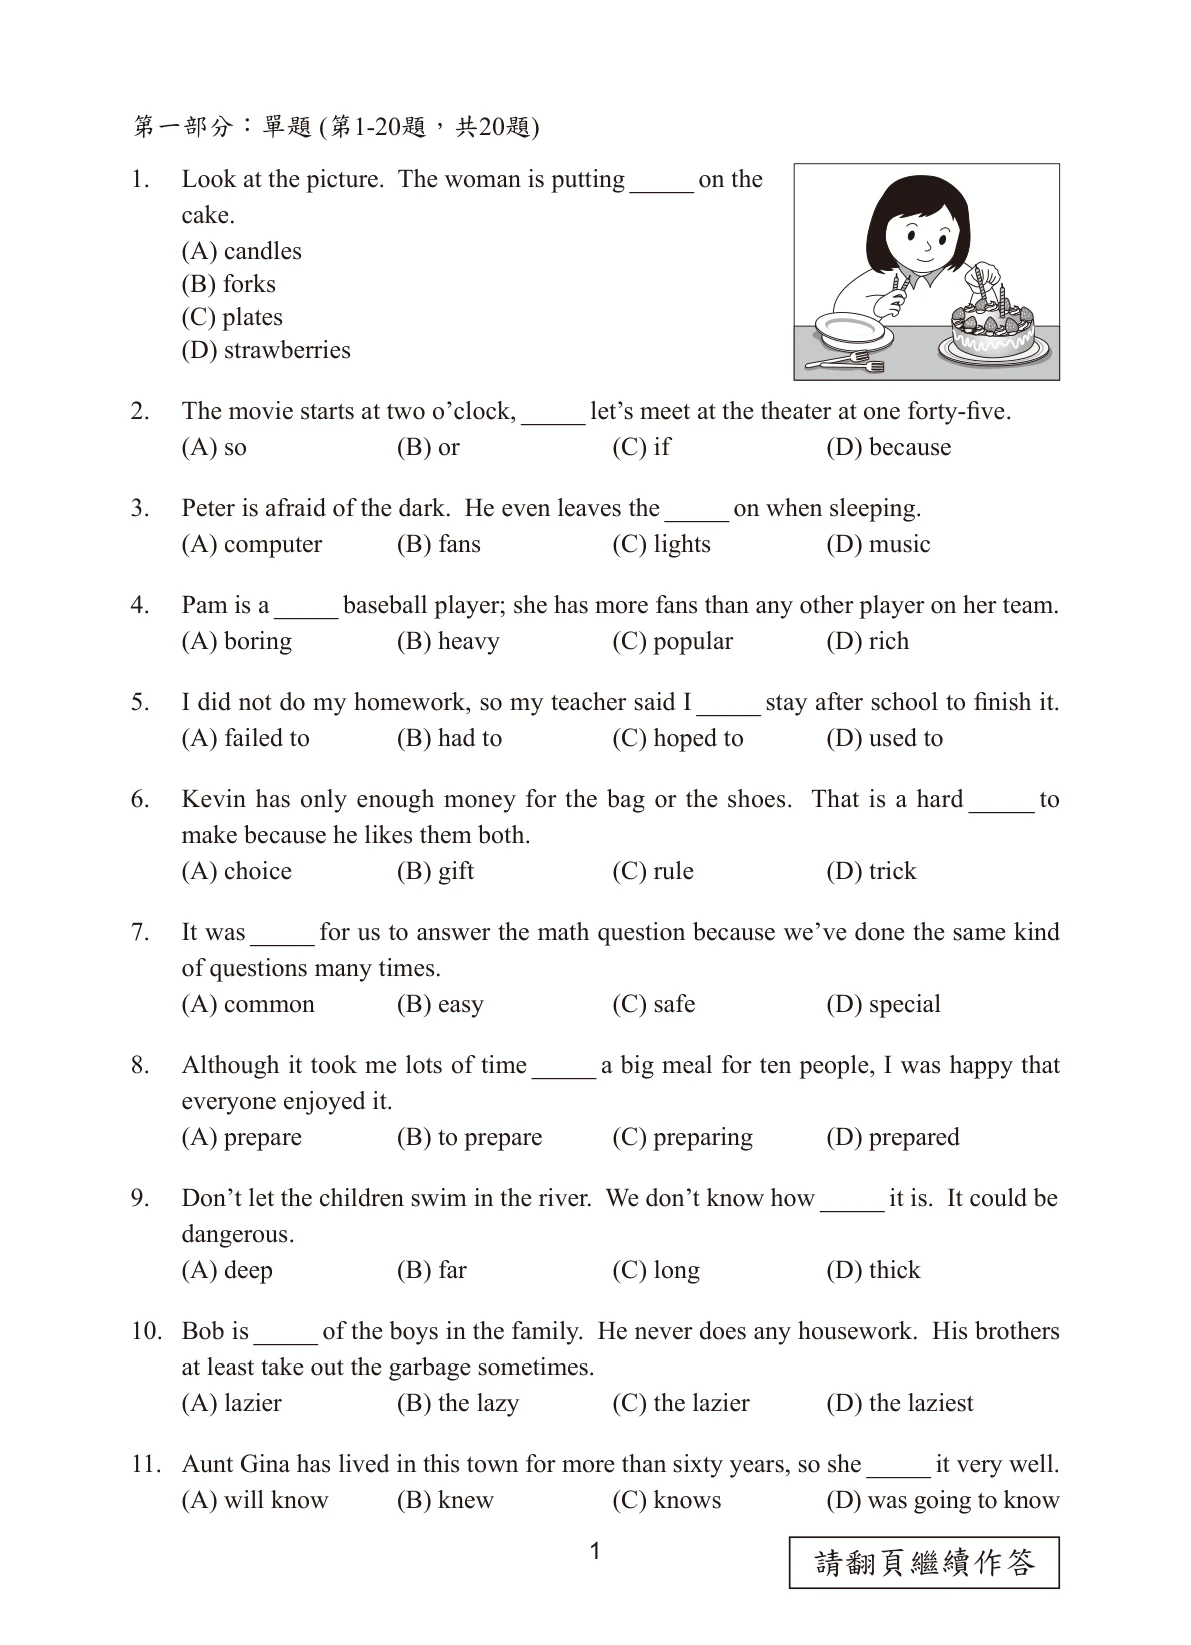 第一部分：單題 (第1-20題，共20題)
1. Look at the picture. The woman is putting _____ on the
cake.
(A) candles
(B) forks
(C) plates
(D) strawberries
2. The movie starts at two o’clock, _____ let’s meet at the theater at one forty-five.
(A) so (B) or (C) if (D) because
3. Peter is afraid of the dark. He even leaves the _____ on when sleeping.
(A) computer (B) fans (C) lights (D) music
4. Pam is a _____ baseball player; she has more fans than any other player on her team.
(A) boring (B) heavy (C) popular (D) rich
5. I did not do my homework, so my teacher said I _____ stay after school to finish it.
(A) failed to (B) had to (C) hoped to (D) used to
6. Kevin has only enough money for the bag or the shoes. That is a hard _____ to
make because he likes them both.
(A) choice (B) gift (C) rule (D) trick
7. It was _____ for us to answer the math question because we’ve done the same kind
of questions many times.
(A) common (B) easy (C) safe (D) special
8. Although it took me lots of time _____ a big meal for ten people, I was happy that
everyone enjoyed it.
(A) prepare (B) to prepare (C) preparing (D) prepared
9. Don’t let the children swim in the river. We don’t know how _____ it is. It could be
dangerous.
(A) deep (B) far (C) long (D) thick
10. Bob is _____ of the boys in the family. He never does any housework. His brothers
at least take out the garbage sometimes.
(A) lazier (B) the lazy (C) the lazier (D) the laziest
11. Aunt Gina has lived in this town for more than sixty years, so she _____ it very well.
(A) will know (B) knew (C) knows (D) was going to know
1
請翻頁繼續作答